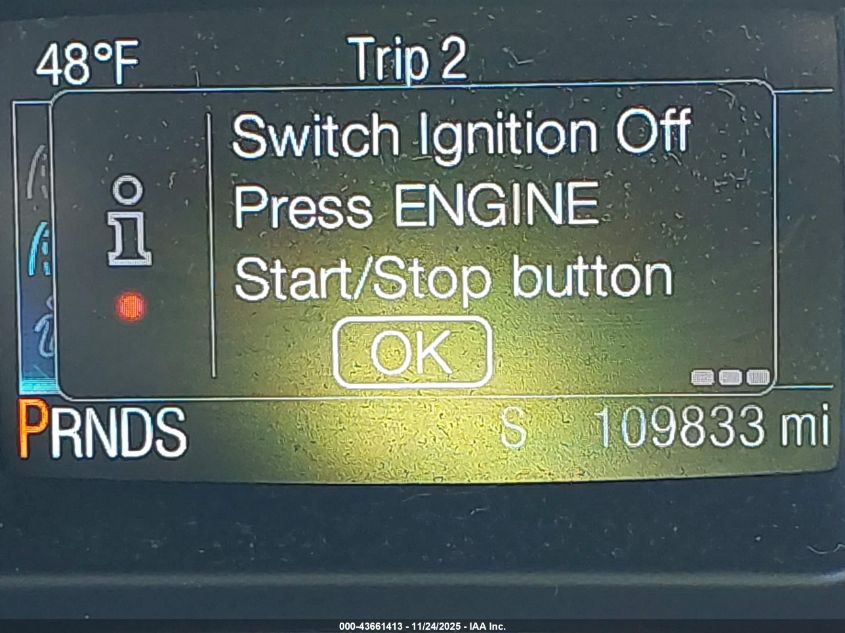 48°F Trip 2
Switch Ignition Off
Press ENGINE
Start/Stop button
OK
PRNDS S 109833 mi
000-43661413 - 11/24/2025 - IAA Inc.